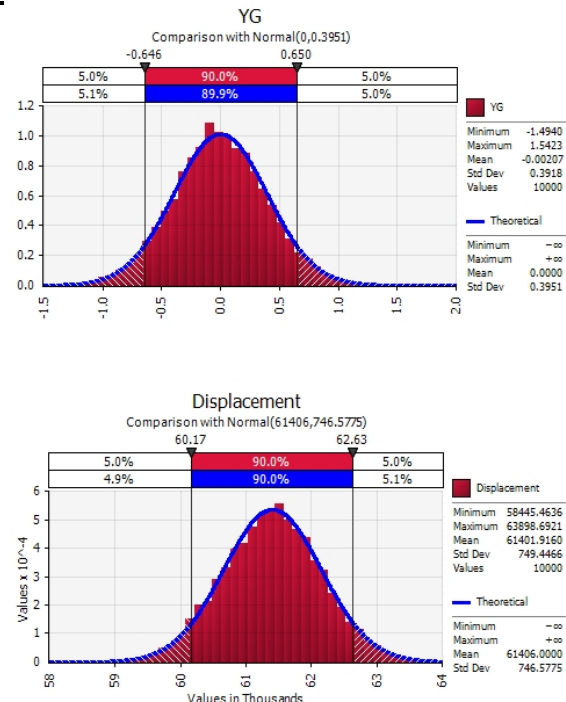 YG
Comparison with Normal(0,0.3951)
-0.646 0.650
5.0% 90.0% 5.0%
5.1% 89.9% 5.0%
1.2
1.0
0.8
0.6
0.4
0.2
0.0
-1.5 -1.0 -0.5 0.0 0.5 1.0 1.5 2.0
YG
Minimum -1.4940
Maximum 1.5423
Mean -0.00207
Std Dev 0.3918
Values 10000
Theoretical
Minimum −∞
Maximum +∞
Mean 0.0000
Std Dev 0.3951
Displacement
Comparison with Normal(61406,746.5775)
60.17 62.63
5.0% 90.0% 5.0%
4.9% 90.0% 5.1%
Values x 10^-4
6
5
4
3
2
1
0
58 59 60 61 62 63 64
Values in Thousands
Displacement
Minimum 58445.4636
Maximum 63898.6921
Mean 61401.9160
Std Dev 749.4466
Values 10000
Theoretical
Minimum −∞
Maximum +∞
Mean 61406.0000
Std Dev 746.5775